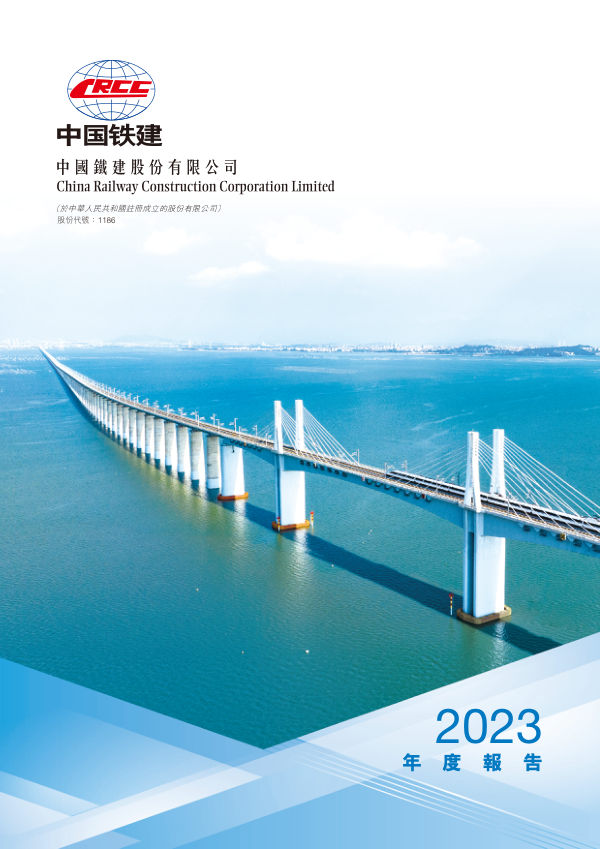 CRCC
中国铁建
中國鐵建股份有限公司
China Railway Construction Corporation Limited
（於中華人民共和國註冊成立的股份有限公司）
股份代號：1186
2023
年度報告